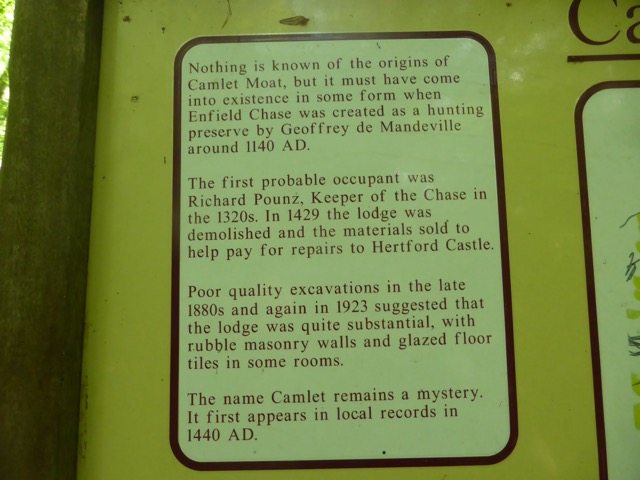 Nothing is known of the origins of
Camlet Moat, but it must have come
into existence in some form when
Enfield Chase was created as a hunting
preserve by Geoffrey de Mandeville
around 1140 AD.
The first probable occupant was
Richard Pounz, Keeper of the Chase in
the 1320s. In 1429 the lodge was
demolished and the materials sold to
help pay for repairs to Hertford Castle.
Poor quality excavations in the late
1880s and again in 1923 suggested that
the lodge was quite substantial, with
rubble masonry walls and glazed floor
tiles in some rooms.
The name Camlet remains a mystery.
It first appears in local records in
1440 AD.